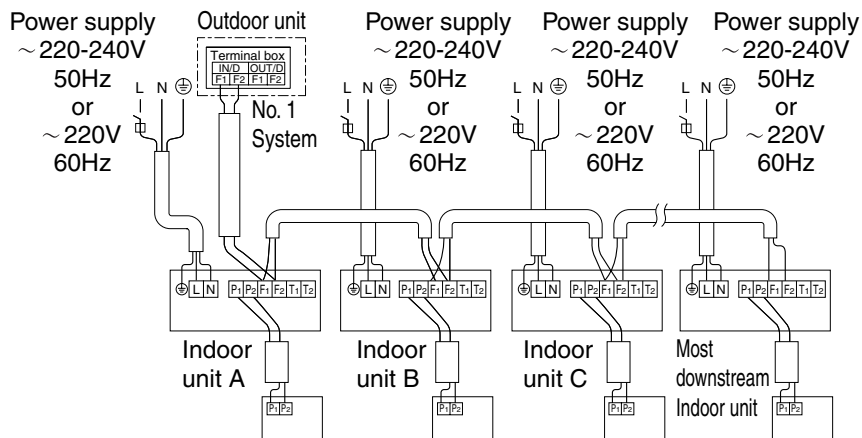 Power supply
~220-240V
50Hz
or
~220V
60Hz
Outdoor unit
Terminal box
IN/D OUT/D
F1 F2 F1 F2
No. 1
System
Power supply
~220-240V
50Hz
or
~220V
60Hz
Power supply
~220-240V
50Hz
or
~220V
60Hz
Power supply
~220-240V
50Hz
or
~220V
60Hz
L N
L N
L N
L N
L N
P1 P2 F1 F2 T1 T2
L N
P1 P2 F1 F2 T1 T2
L N
P1 P2 F1 F2 T1 T2
L N
P1 P2 F1 F2 T1 T2
Indoor
unit A
Indoor
unit B
Indoor
unit C
Most
downstream
Indoor unit
P1 P2
P1 P2
P1 P2
P1 P2